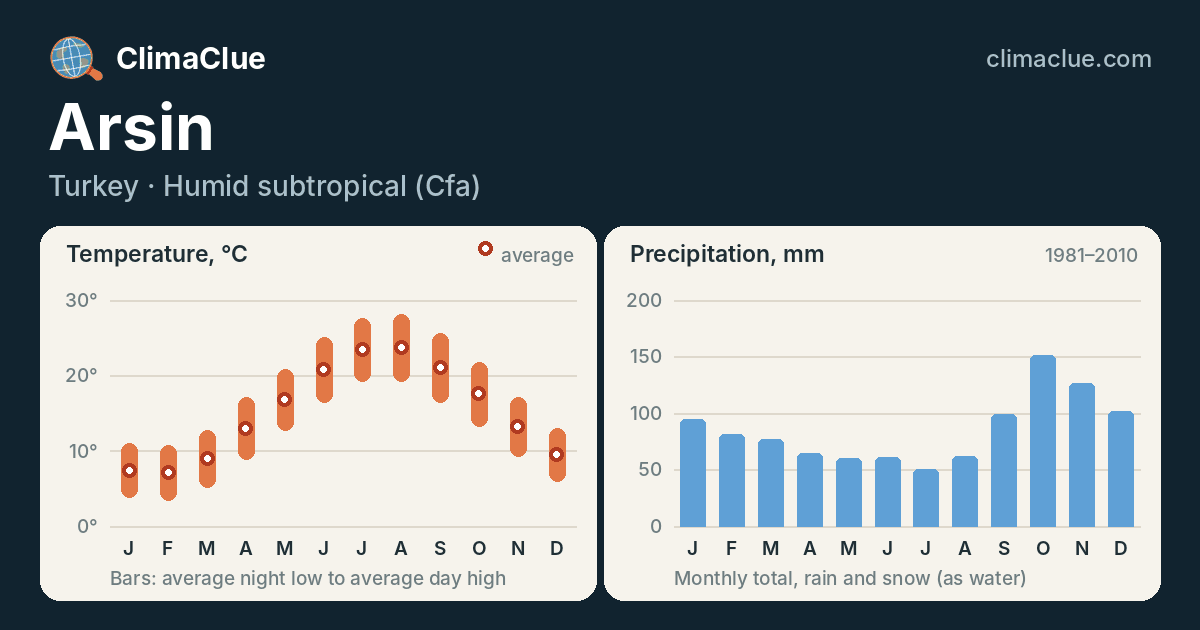 ClimaClue
climaclue.com
Arsin
Turkey · Humid subtropical (Cfa)
Temperature, °C
average
30°
20°
10°
0°
J F M A M J J A S O N D
Bars: average night low to average day high
Precipitation, mm
1981–2010
200
150
100
50
0
J F M A M J J A S O N D
Monthly total, rain and snow (as water)